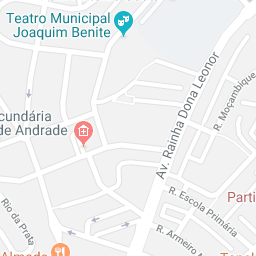 Teatro Municipal
Joaquim Benite
cundária
de Andrade
Av. Rainha Dona Leonor
R. Moçambique
R. Escola Primária
Parti
Rio da Prata
Almada
R. Armeiro